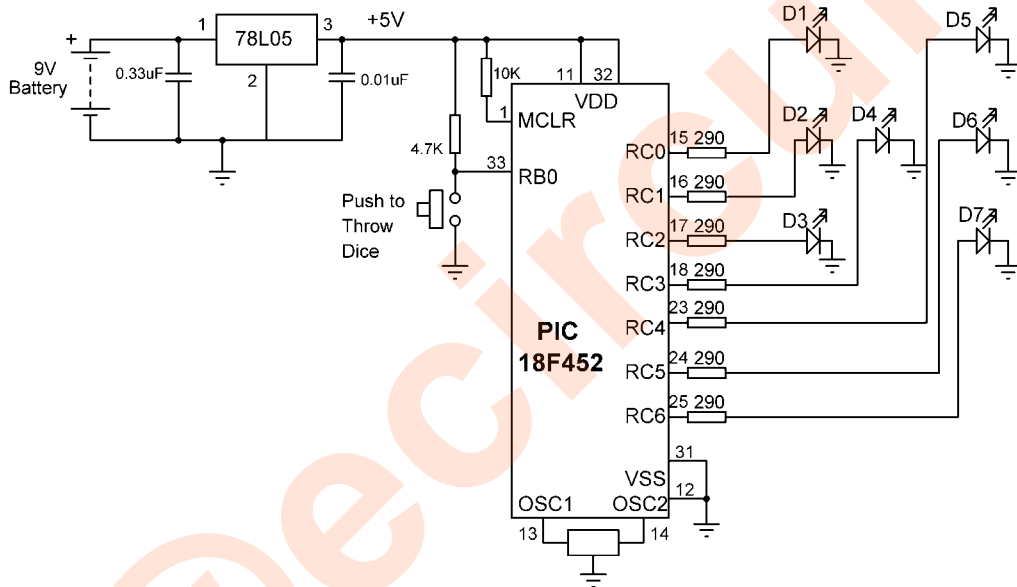 +5V
1
3
78L05
2
+
9V
Battery
0.33uF
0.01uF
10K
4.7K
1
33
11
32
VDD
MCLR
RB0
Push to
Throw
Dice
PIC
18F452
RC0
15 290
RC1
16 290
RC2
17 290
RC3
18 290
RC4
23 290
RC5
24 290
RC6
25 290
31
VSS
12
OSC1
OSC2
13
14
D1
D2
D3
D4
D5
D6
D7
@ecircui